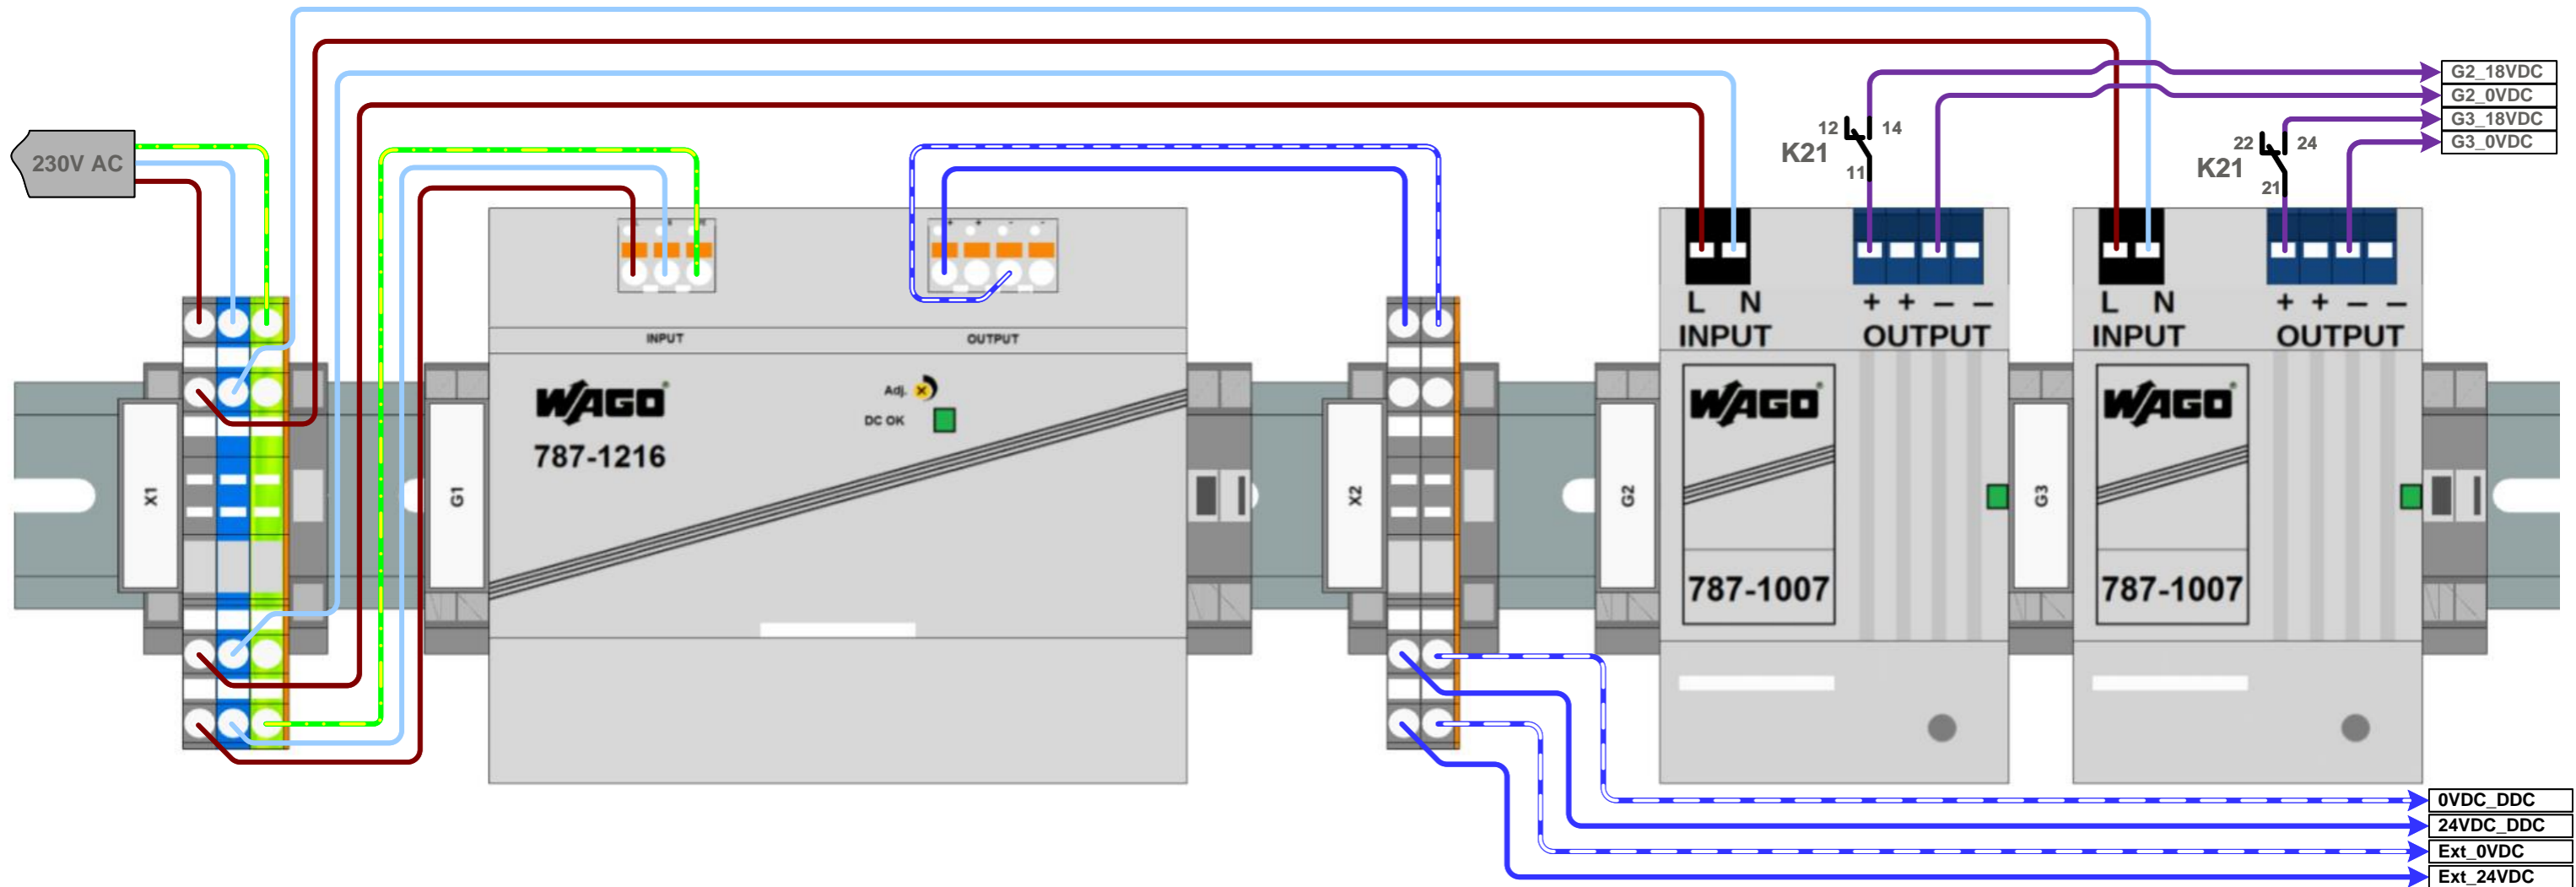 G2_18VDC
G2_0VDC
G3_18VDC
G3_0VDC
230V AC
12
14
K21
11
22
24
K21
21
INPUT
OUTPUT
WAGO
787-1216
Adj.
DC OK
X1
G1
X2
G2
G3
L N
INPUT
+ + – –
OUTPUT
WAGO
787-1007
L N
INPUT
+ + – –
OUTPUT
WAGO
787-1007
0VDC_DDC
24VDC_DDC
Ext_0VDC
Ext_24VDC